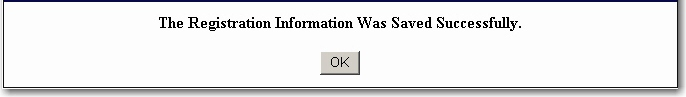 The Registration Information Was Saved Successfully.
OK